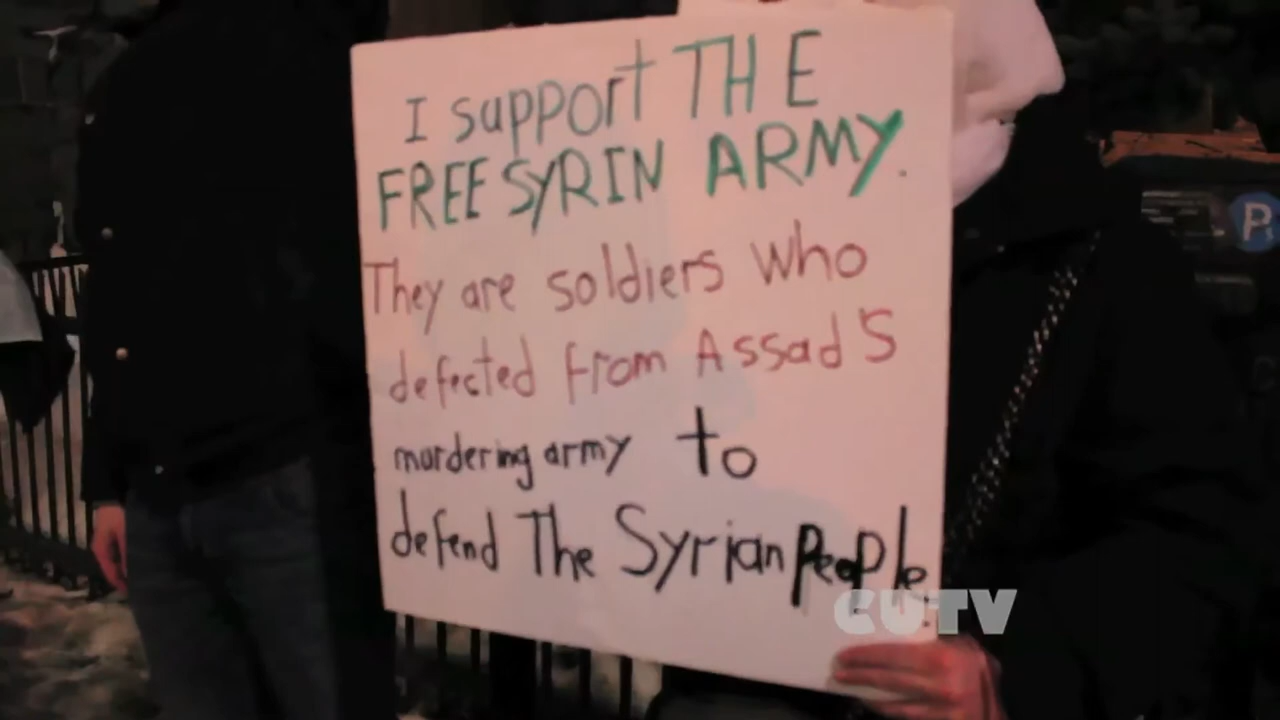 I support THE
FREE SYRIN ARMY.
They are soldiers who
defected from Assad's
murdering army to
defend The Syrian People.
CUTV
P